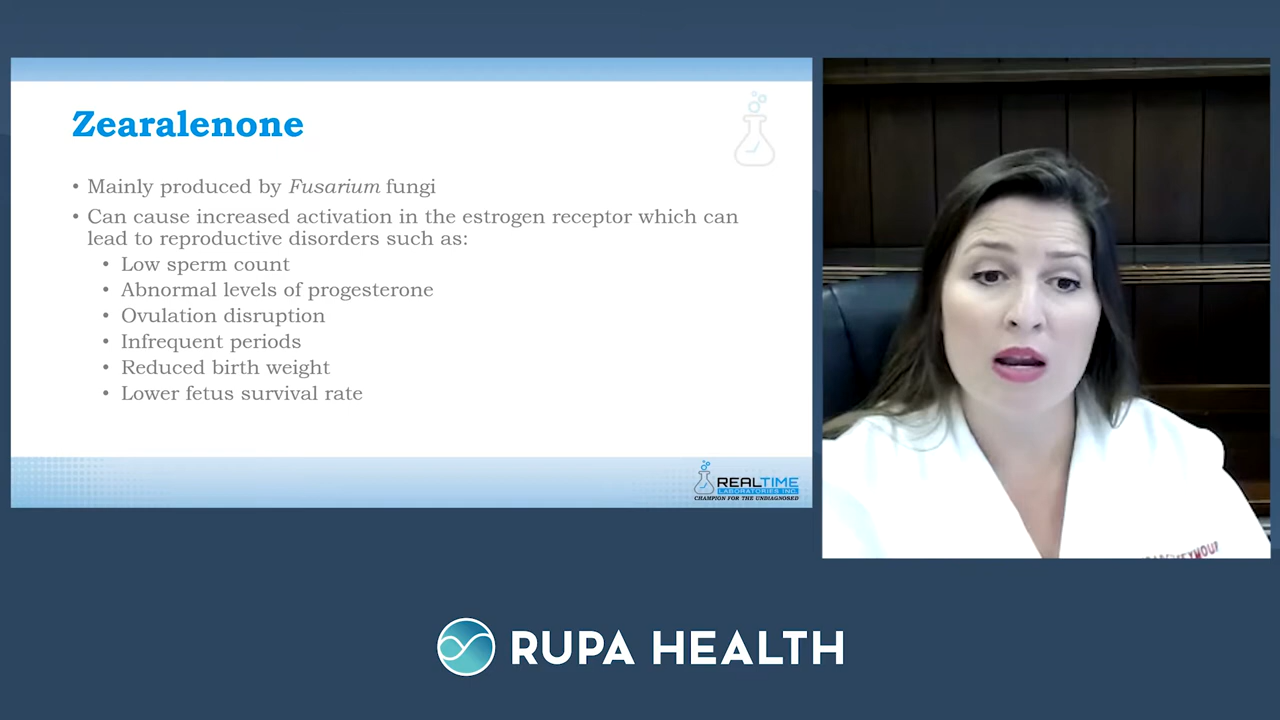 Zearalenone
• Mainly produced by Fusarium fungi
• Can cause increased activation in the estrogen receptor which can
lead to reproductive disorders such as:
• Low sperm count
• Abnormal levels of progesterone
• Ovulation disruption
• Infrequent periods
• Reduced birth weight
• Lower fetus survival rate
REALTIME
LABORATORIES INC.
CHAMPION FOR THE UNDIAGNOSED
RUPA HEALTH